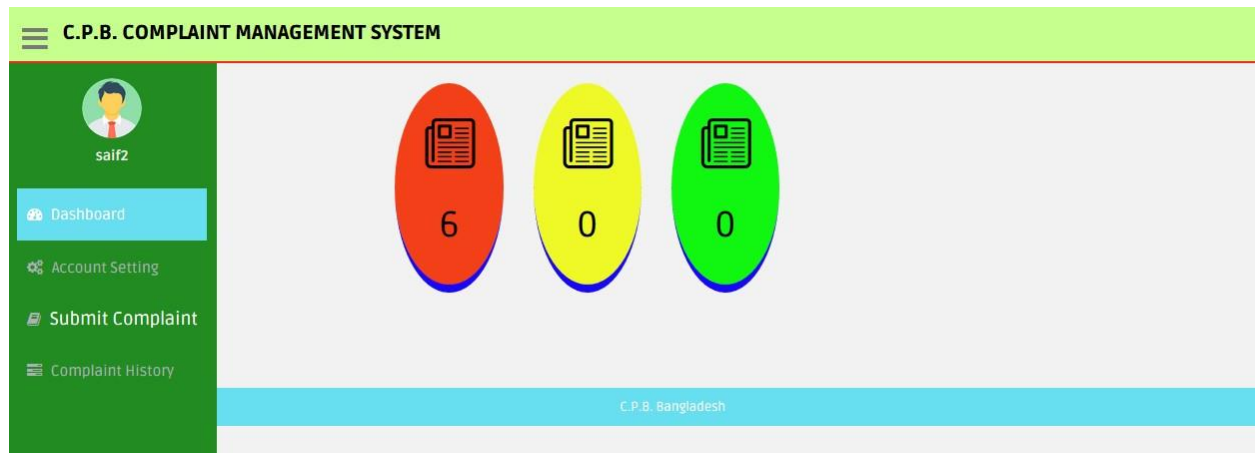 C.P.B. COMPLAINT MANAGEMENT SYSTEM
saif2
Dashboard
Account Setting
Submit Complaint
Complaint History
6
0
0
C.P.B. Bangladesh